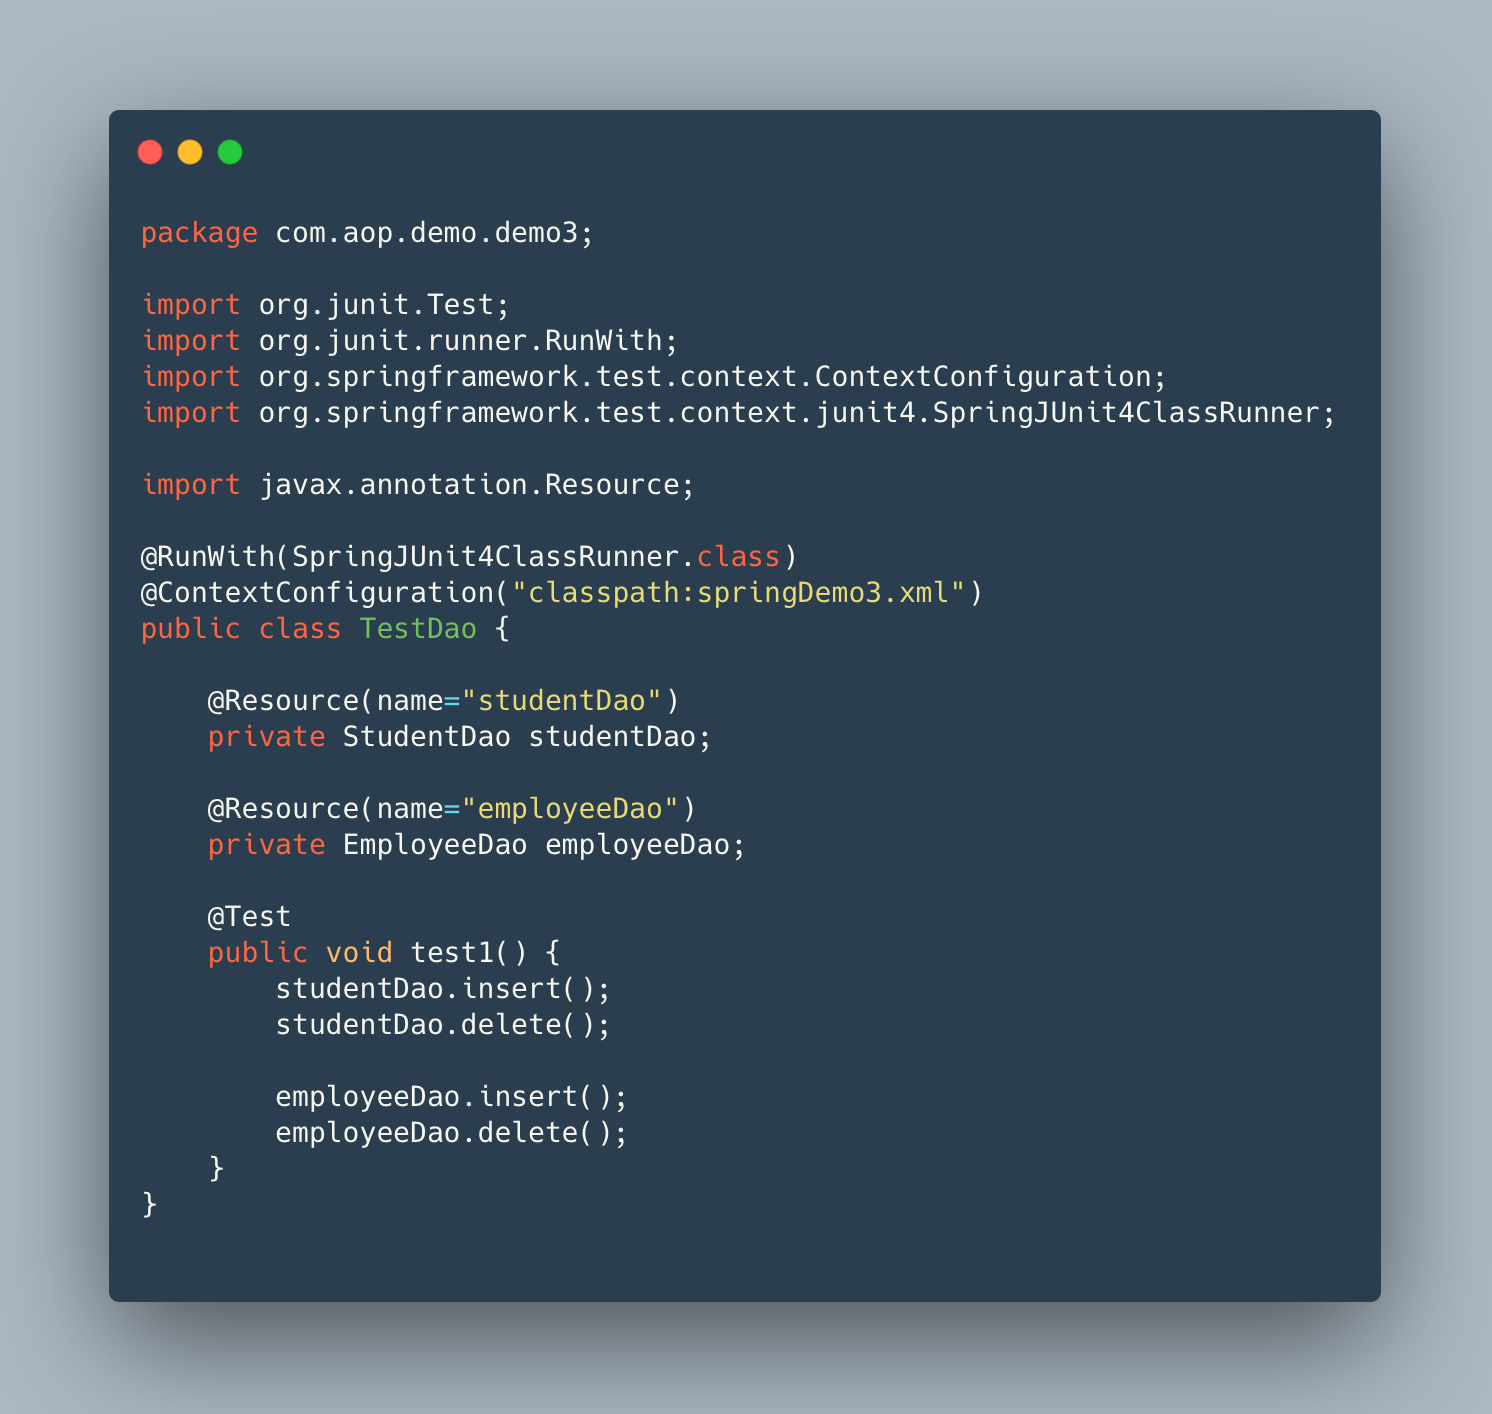 package com.aop.demo.demo3;

import org.junit.Test;
import org.junit.runner.RunWith;
import org.springframework.test.context.ContextConfiguration;
import org.springframework.test.context.junit4.SpringJUnit4ClassRunner;

import javax.annotation.Resource;

@RunWith(SpringJUnit4ClassRunner.class)
@ContextConfiguration("classpath:springDemo3.xml")
public class TestDao {

    @Resource(name="studentDao")
    private StudentDao studentDao;

    @Resource(name="employeeDao")
    private EmployeeDao employeeDao;

    @Test
    public void test1() {
        studentDao.insert();
        studentDao.delete();

        employeeDao.insert();
        employeeDao.delete();
    }
}